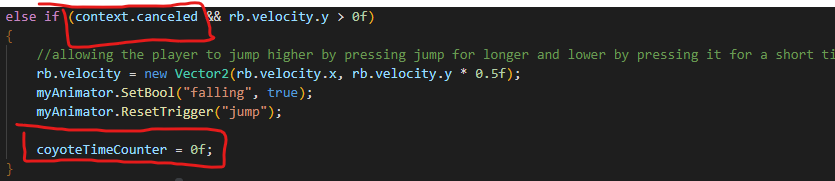 else if (context.canceled && rb.velocity.y > 0f)
{
//allowing the player to jump higher by pressing jump for longer and lower by pressing it for a short ti
rb.velocity = new Vector2(rb.velocity.x, rb.velocity.y * 0.5f);
myAnimator.SetBool("falling", true);
myAnimator.ResetTrigger("jump");
coyoteTimeCounter = 0f;
}